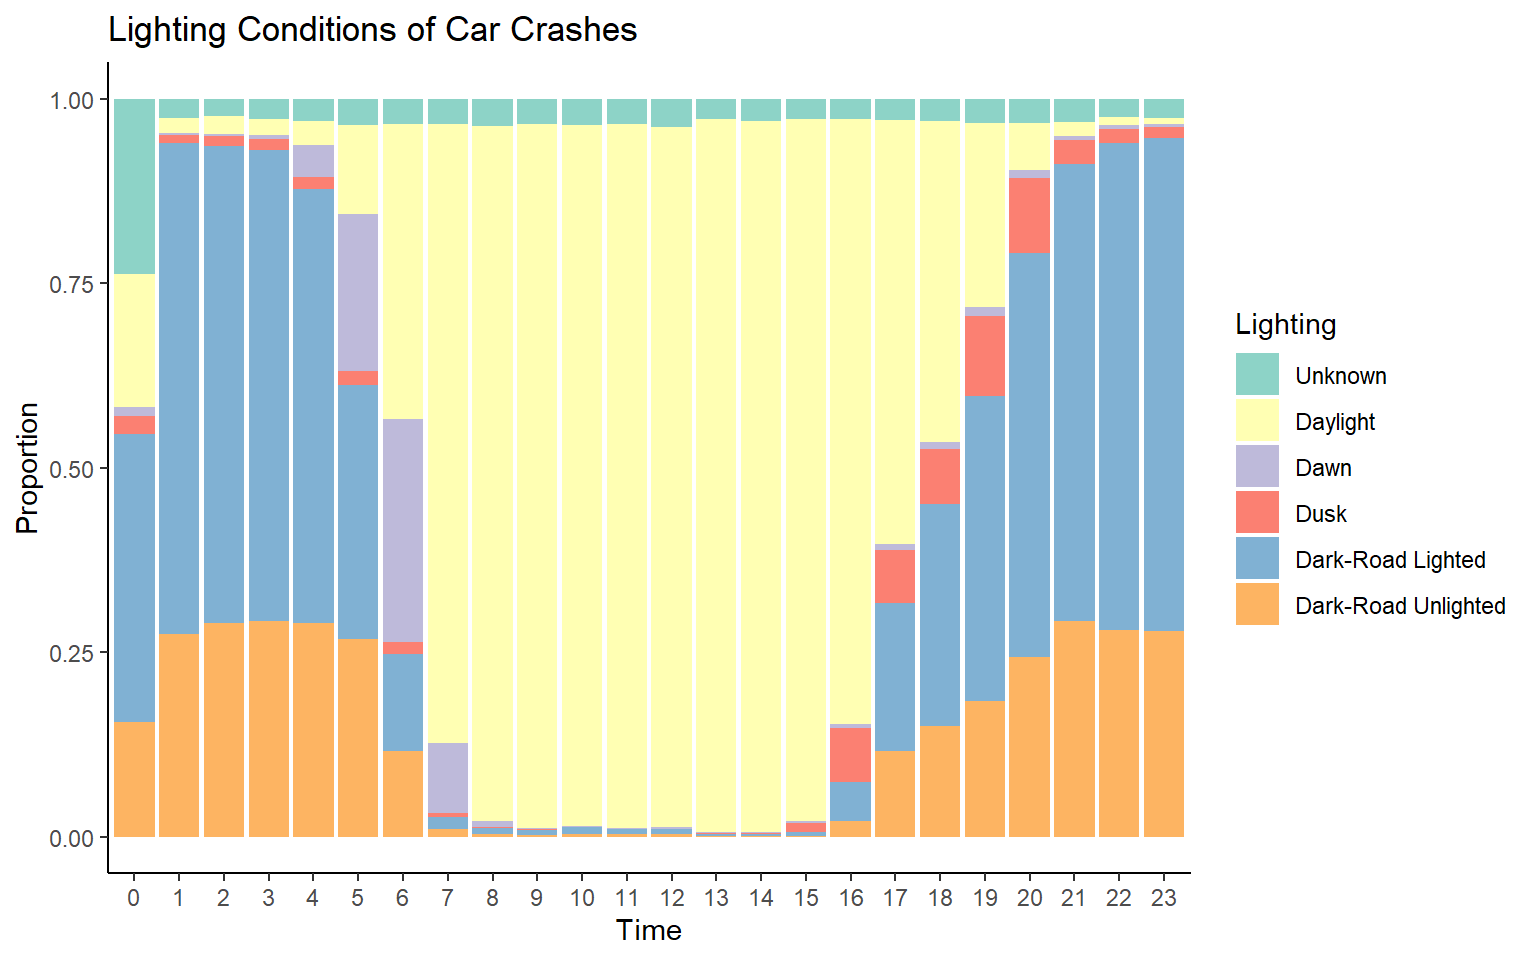 Lighting Conditions of Car Crashes
1.00
0.75
0.50
0.25
0.00
Proportion
0 1 2 3 4 5 6 7 8 9 10 11 12 13 14 15 16 17 18 19 20 21 22 23
Time
Lighting
Unknown
Daylight
Dawn
Dusk
Dark-Road Lighted
Dark-Road Unlighted